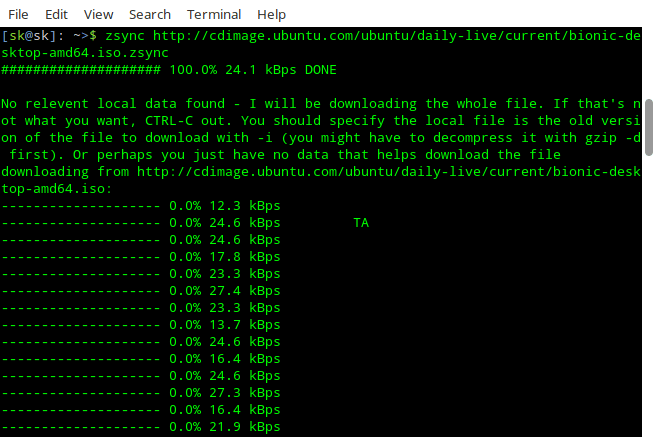 File Edit View Search Terminal Help
[sk@sk]: ~>$ zsync http://cdimage.ubuntu.com/ubuntu/daily-live/current/bionic-de
sktop-amd64.iso.zsync
#################### 100.0% 24.1 kBps DONE
No relevent local data found - I will be downloading the whole file. If that's n
ot what you want, CTRL-C out. You should specify the local file is the old versi
on of the file to download with -i (you might have to decompress it with gzip -d
 first). Or perhaps you just have no data that helps download the file
downloading from http://cdimage.ubuntu.com/ubuntu/daily-live/current/bionic-desk
top-amd64.iso:
-------------------- 0.0% 12.3 kBps
-------------------- 0.0% 24.6 kBps         TA
-------------------- 0.0% 24.6 kBps
-------------------- 0.0% 17.8 kBps
-------------------- 0.0% 23.3 kBps
-------------------- 0.0% 27.4 kBps
-------------------- 0.0% 23.3 kBps
-------------------- 0.0% 13.7 kBps
-------------------- 0.0% 24.6 kBps
-------------------- 0.0% 16.4 kBps
-------------------- 0.0% 24.6 kBps
-------------------- 0.0% 27.3 kBps
-------------------- 0.0% 16.4 kBps
-------------------- 0.0% 21.9 kBps